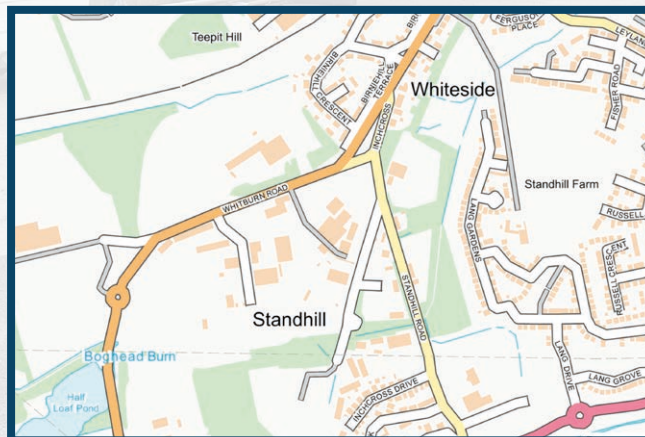 FERGUSON
PLACE
LEYLAND
Teepit Hill
BIRNIEHILL
CRESCENT
BIRNIEHILL
TERRACE
Whiteside
FISHER ROAD
INCHCROSS
WHITBURN ROAD
Standhill Farm
LANG GARDENS
RUSSELL
RUSSELL CRESCENT
STANDHILL ROAD
Standhill
Boghead Burn
Half
Loaf Pond
INCHCROSS DRIVE
LANG DRIVE
LANG GROVE